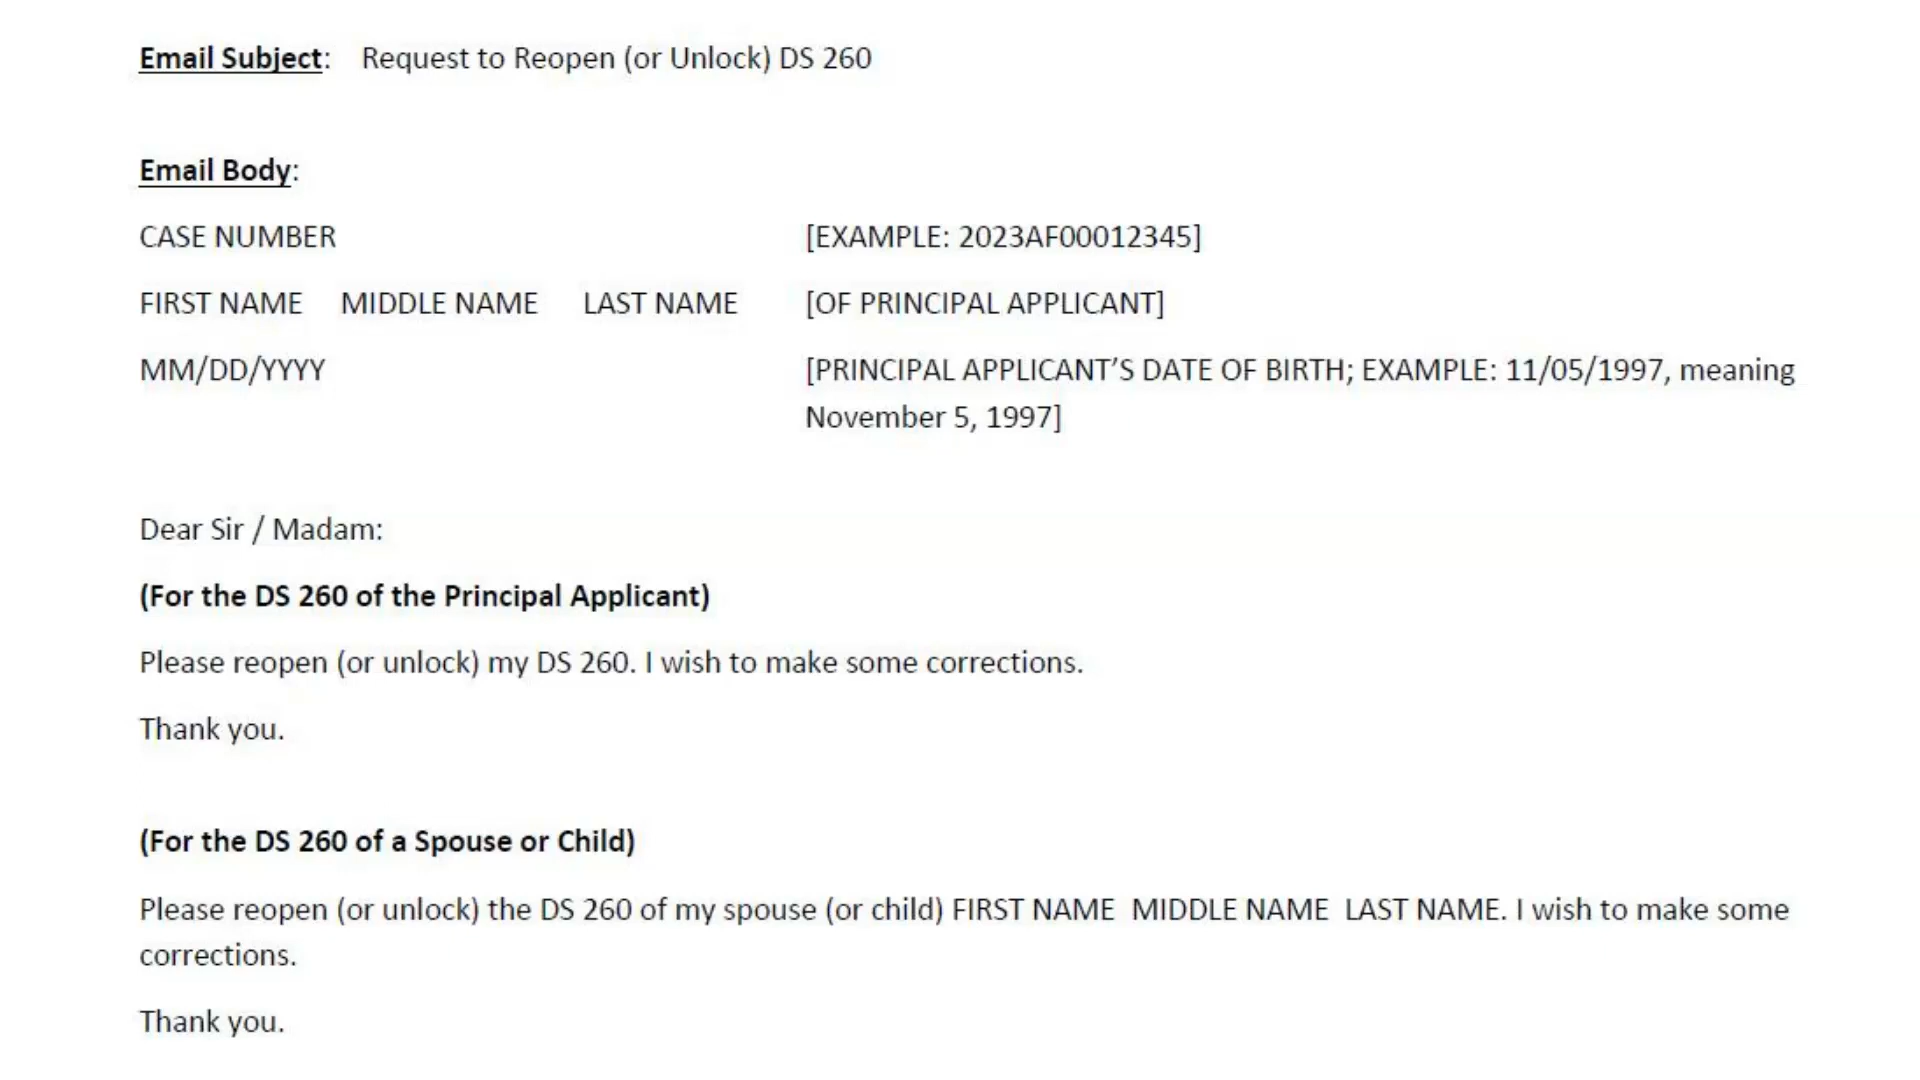 Email Subject: Request to Reopen (or Unlock) DS 260
Email Body:
CASE NUMBER [EXAMPLE: 2023AF00012345]
FIRST NAME MIDDLE NAME LAST NAME [OF PRINCIPAL APPLICANT]
MM/DD/YYYY [PRINCIPAL APPLICANT’S DATE OF BIRTH; EXAMPLE: 11/05/1997, meaning
November 5, 1997]
Dear Sir / Madam:
(For the DS 260 of the Principal Applicant)
Please reopen (or unlock) my DS 260. I wish to make some corrections.
Thank you.
(For the DS 260 of a Spouse or Child)
Please reopen (or unlock) the DS 260 of my spouse (or child) FIRST NAME MIDDLE NAME LAST NAME. I wish to make some
corrections.
Thank you.